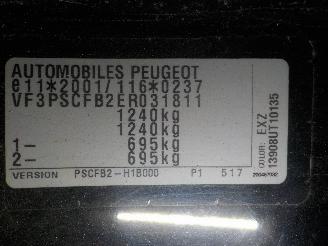 AUTOMOBILES PEUGEOT
e11*2001/116*0237
VF3PSCFB2ER031811
1240kg
1240kg
1- 695kg
2- 695kg
VERSION PSCFB2-H1B000 P1 517
COLOR: EXZ
13908UT10135